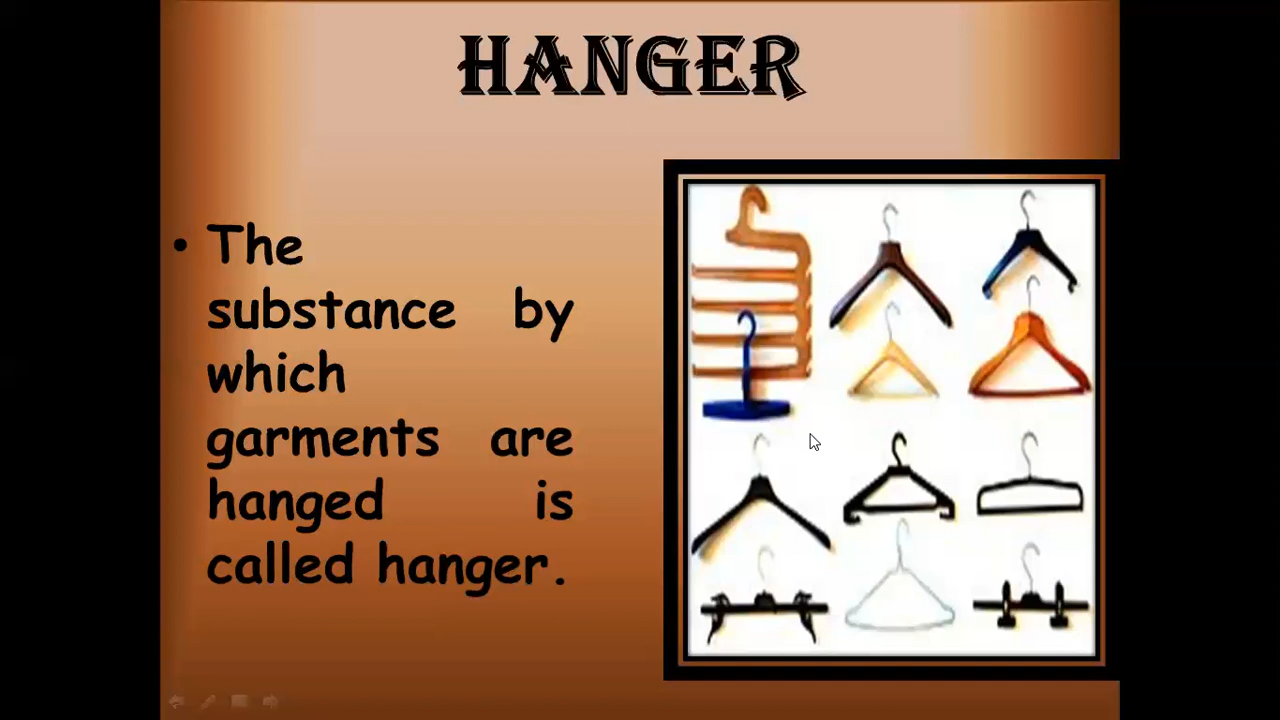 HANGER
• The
substance by
which
garments are
hanged is
called hanger.